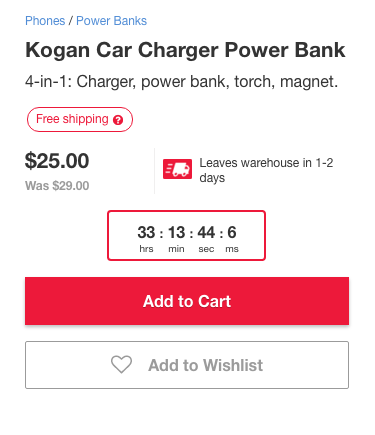 Phones / Power Banks
Kogan Car Charger Power Bank
4-in-1: Charger, power bank, torch, magnet.
Free shipping ?
$25.00
Was $29.00
Leaves warehouse in 1-2
days
33 : 13 : 44 : 6
hrs min sec ms
Add to Cart
Add to Wishlist